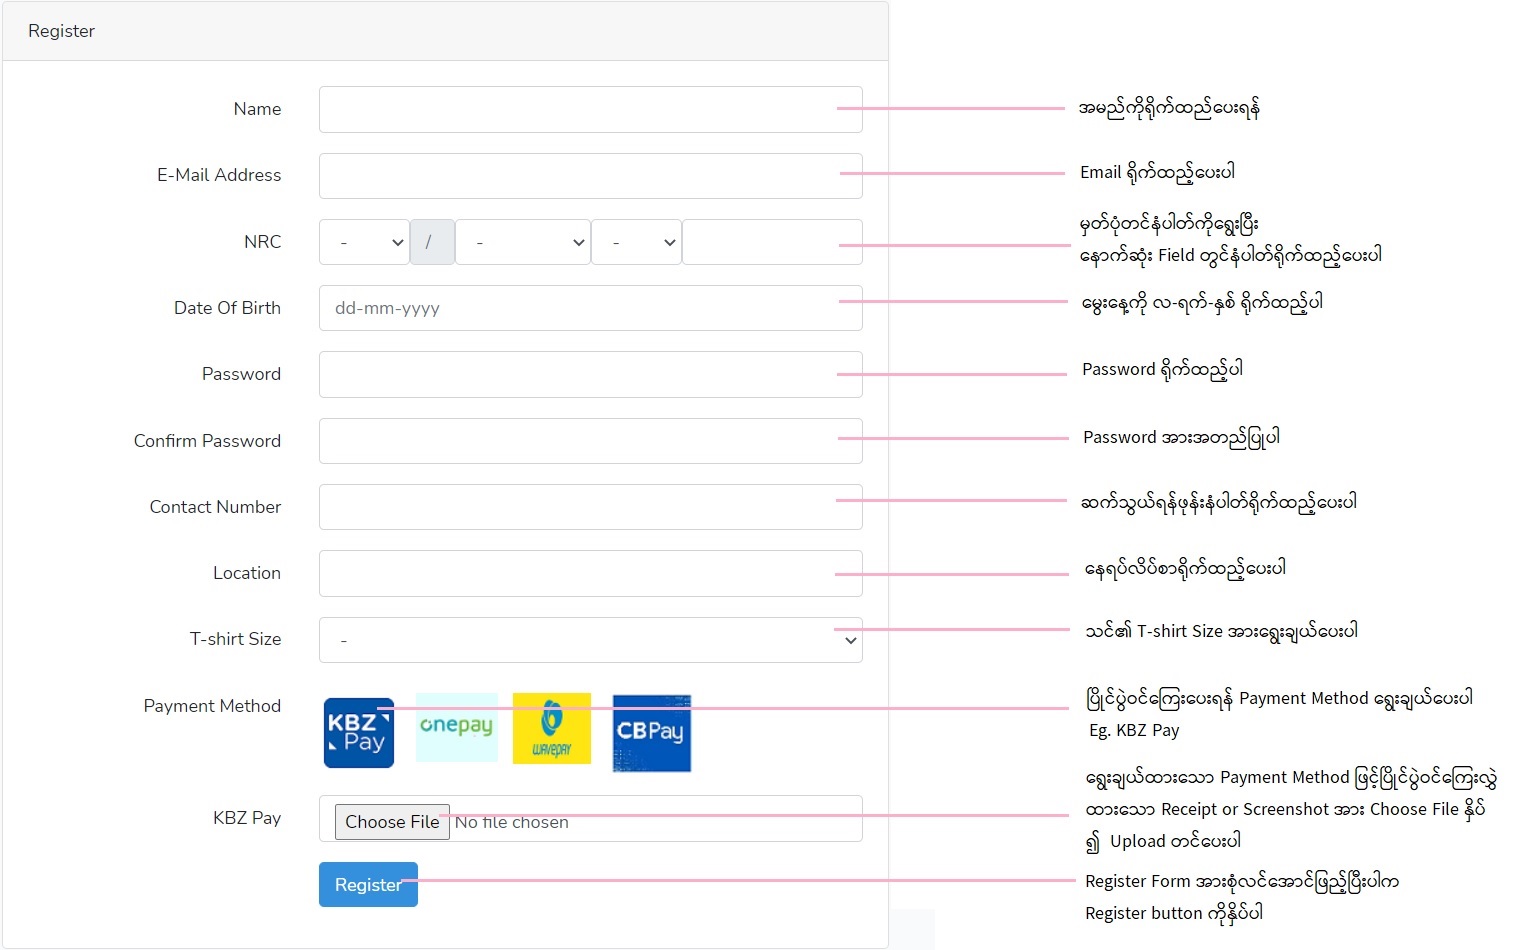 Register
Name
အမည်ကိုရိုက်ထည်ပေးရန်
E-Mail Address
Email ရိုက်ထည့်ပေးပါ
NRC
-
/
-
-
မှတ်ပုံတင်နံပါတ်ကိုရွေးပြီး
နောက်ဆုံး Field တွင်နံပါတ်ရိုက်ထည့်ပေးပါ
Date Of Birth
dd-mm-yyyy
မွေးနေ့ကို လ-ရက်-နှစ် ရိုက်ထည့်ပါ
Password
Password ရိုက်ထည့်ပါ
Confirm Password
Password အားအတည်ပြုပါ
Contact Number
ဆက်သွယ်ရန်ဖုန်းနံပါတ်ရိုက်ထည့်ပေးပါ
Location
နေရပ်လိပ်စာရိုက်ထည့်ပေးပါ
T-shirt Size
-
သင်၏ T-shirt Size အားရွေးချယ်ပေးပါ
Payment Method
KBZ
Pay
onepay
WAVEPAY
CBPay
ပြိုင်ပွဲဝင်ကြေးပေးရန် Payment Method ရွေးချယ်ပေးပါ
Eg. KBZ Pay
KBZ Pay
Choose File No file chosen
ရွေးချယ်ထားသော Payment Method ဖြင့်ပြိုင်ပွဲဝင်ကြေးလွှဲ
ထားသော Receipt or Screenshot အား Choose File နှိပ်
၍ Upload တင်ပေးပါ
Register
Register Form အားစုံလင်အောင်ဖြည့်ပြီးပါက
Register button ကိုနှိပ်ပါ